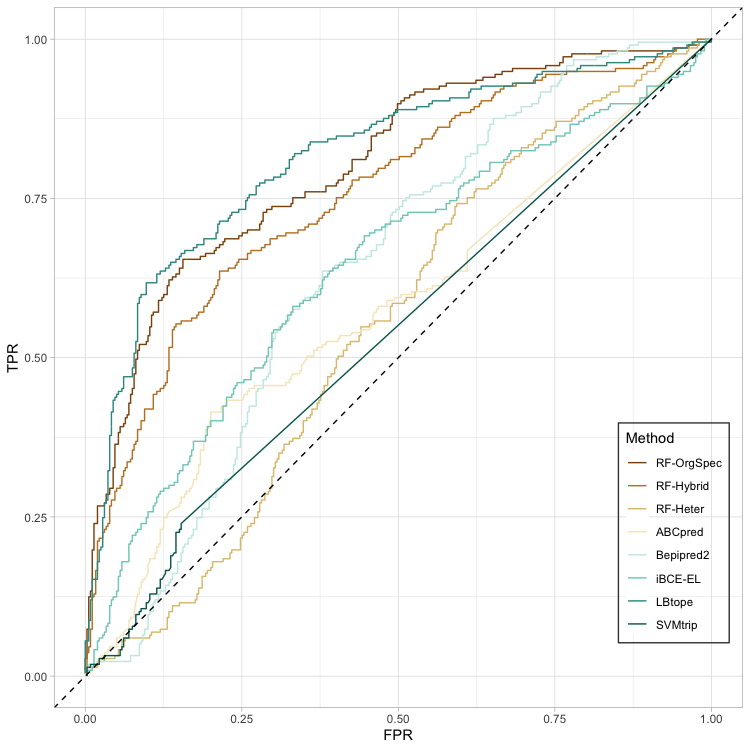 1.00
0.75
0.50
0.25
0.00
TPR
0.00 0.25 0.50 0.75 1.00
FPR
Method
RF-OrgSpec
RF-Hybrid
RF-Heter
ABCpred
Bepipred2
iBCE-EL
LBtope
SVMtrip